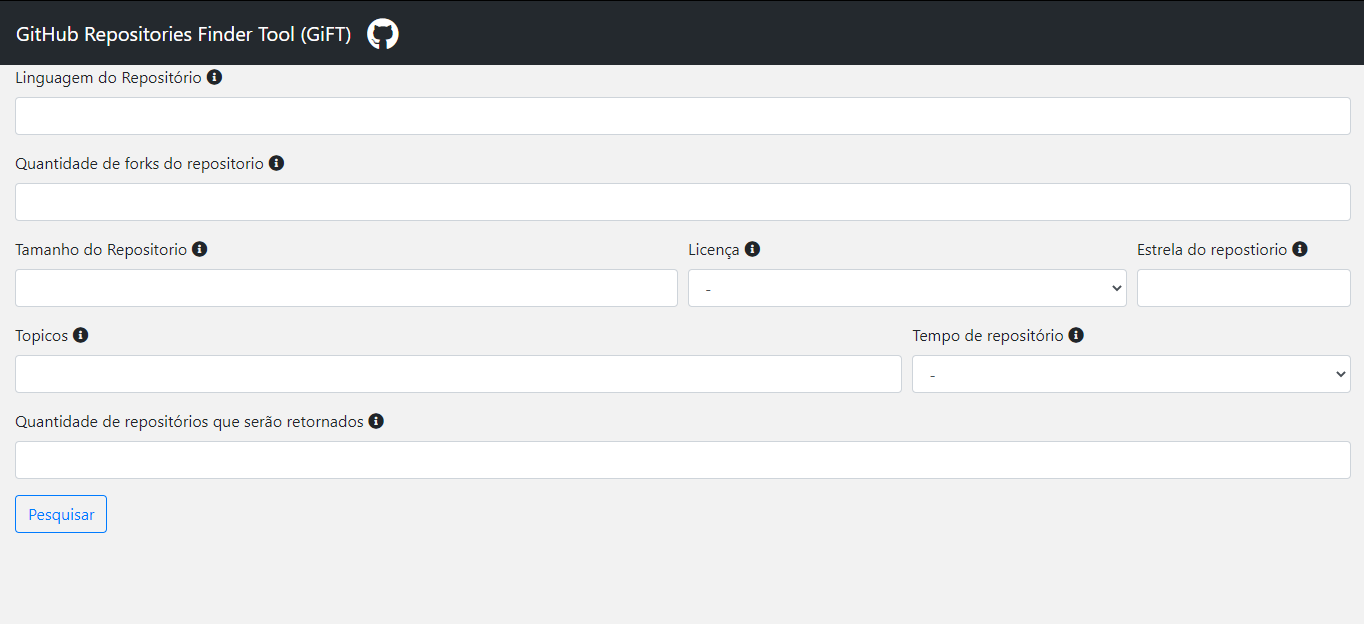 GitHub Repositories Finder Tool (GiFT)
Linguagem do Repositório
Quantidade de forks do repositorio
Tamanho do Repositorio
Licença
Estrela do repostiorio
-
Topicos
Tempo de repositório
-
Quantidade de repositórios que serão retornados
Pesquisar